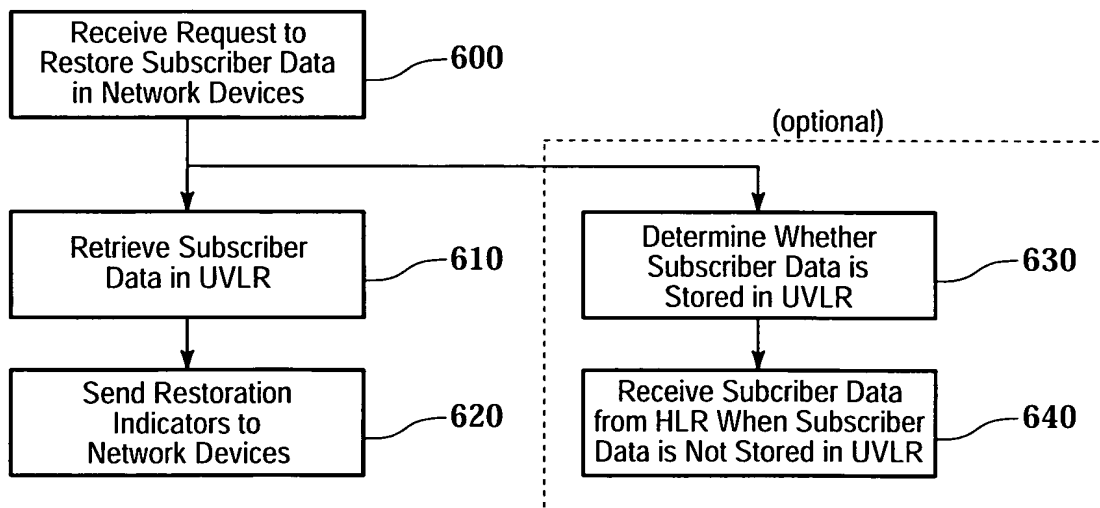 Receive Request to
Restore Subscriber Data
in Network Devices
600
(optional)
Retrieve Subscriber
Data in UVLR
610
Determine Whether
Subscriber Data is
Stored in UVLR
630
Send Restoration
Indicators to
Network Devices
620
Receive Subcriber Data
from HLR When Subscriber
Data is Not Stored in UVLR
640